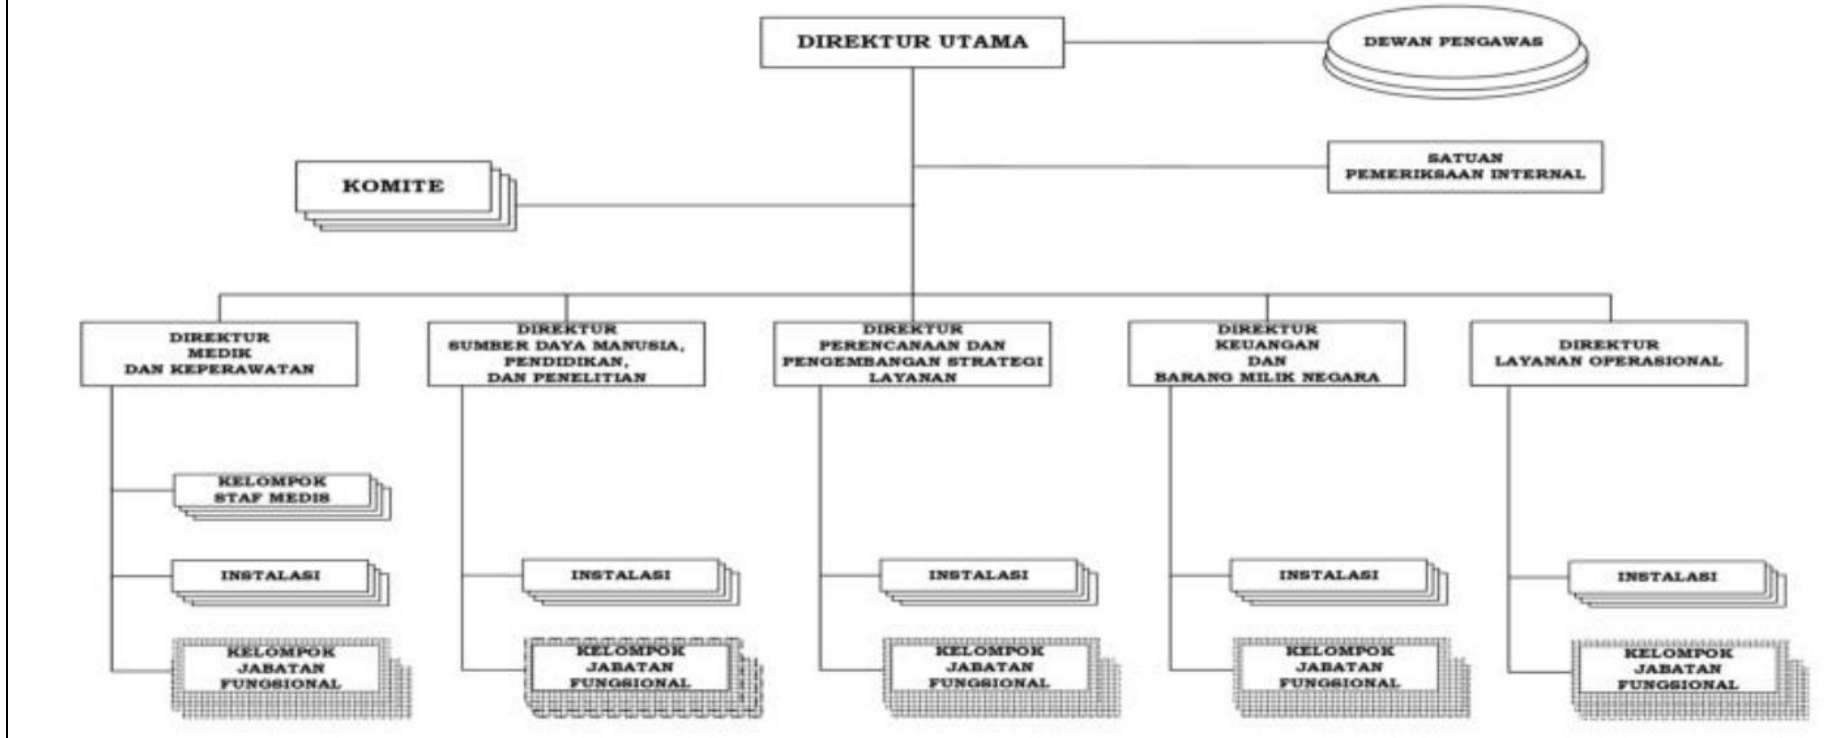 DIREKTUR UTAMA
DEWAN PENGAWAS
SATUAN
PEMERIKSAAN INTERNAL
KOMITE
DIREKTUR
MEDIK
DAN KEPERAWATAN
DIREKTUR
SUMBER DAYA MANUSIA,
PENDIDIKAN,
DAN PENELITIAN
DIREKTUR
PERENCANAAN DAN
PENGEMBANGAN STRATEGI
LAYANAN
DIREKTUR
KEUANGAN
DAN
BARANG MILIK NEGARA
DIREKTUR
LAYANAN OPERASIONAL
KELOMPOK
STAF MEDIS
INSTALASI
INSTALASI
INSTALASI
INSTALASI
INSTALASI
KELOMPOK
JABATAN
FUNGSIONAL
KELOMPOK
JABATAN
FUNGSIONAL
KELOMPOK
JABATAN
FUNGSIONAL
KELOMPOK
JABATAN
FUNGSIONAL
KELOMPOK
JABATAN
FUNGSIONAL